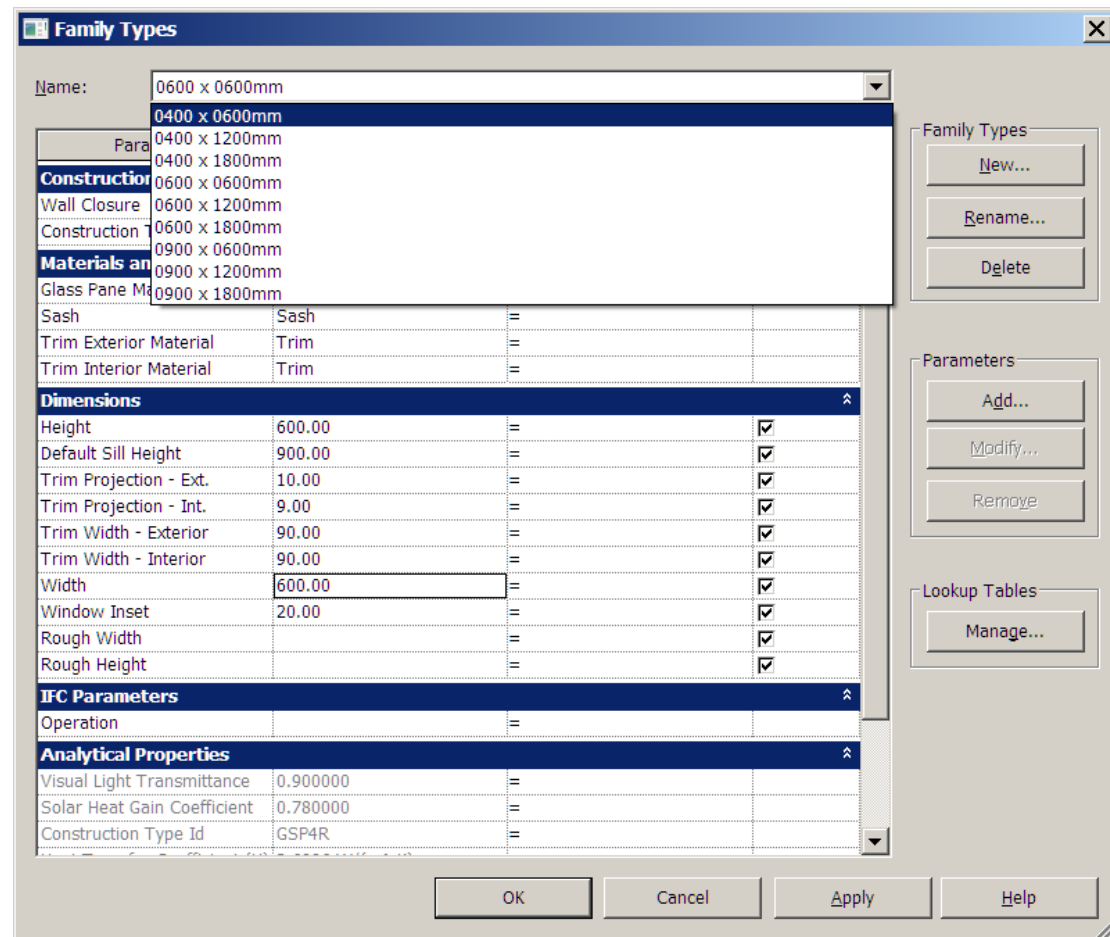 Family Types
Name: 0600 x 0600mm
0400 x 0600mm
0400 x 1200mm
0400 x 1800mm
0600 x 0600mm
0600 x 1200mm
0600 x 1800mm
0900 x 0600mm
0900 x 1200mm
0900 x 1800mm
Para
Construction
Wall Closure
Construction T
Materials an
Glass Pane Ma
Sash Sash =
Trim Exterior Material Trim =
Trim Interior Material Trim =
Dimensions
Height 600.00 =
Default Sill Height 900.00 =
Trim Projection - Ext. 10.00 =
Trim Projection - Int. 9.00 =
Trim Width - Exterior 90.00 =
Trim Width - Interior 90.00 =
Width 600.00 =
Window Inset 20.00 =
Rough Width =
Rough Height =
IFC Parameters
Operation =
Analytical Properties
Visual Light Transmittance 0.900000 =
Solar Heat Gain Coefficient 0.780000 =
Construction Type Id GSP4R =
Family Types
New...
Rename...
Delete
Parameters
Add...
Modify...
Remove
Lookup Tables
Manage...
OK Cancel Apply Help